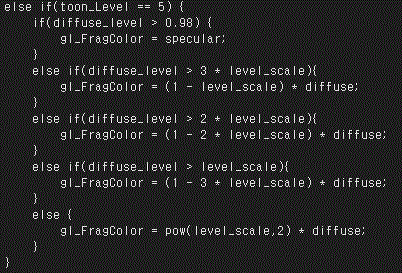 else if(toon_Level == 5) {
    if(diffuse_level > 0.98) {
        gl_FragColor = specular;
    }
    else if(diffuse_level > 3 * level_scale){
        gl_FragColor = (1 - level_scale) * diffuse;
    }
    else if(diffuse_level > 2 * level_scale){
        gl_FragColor = (1 - 2 * level_scale) * diffuse;
    }
    else if(diffuse_level > level_scale){
        gl_FragColor = (1 - 3 * level_scale) * diffuse;
    }
    else {
        gl_FragColor = pow(level_scale,2) * diffuse;
    }
}